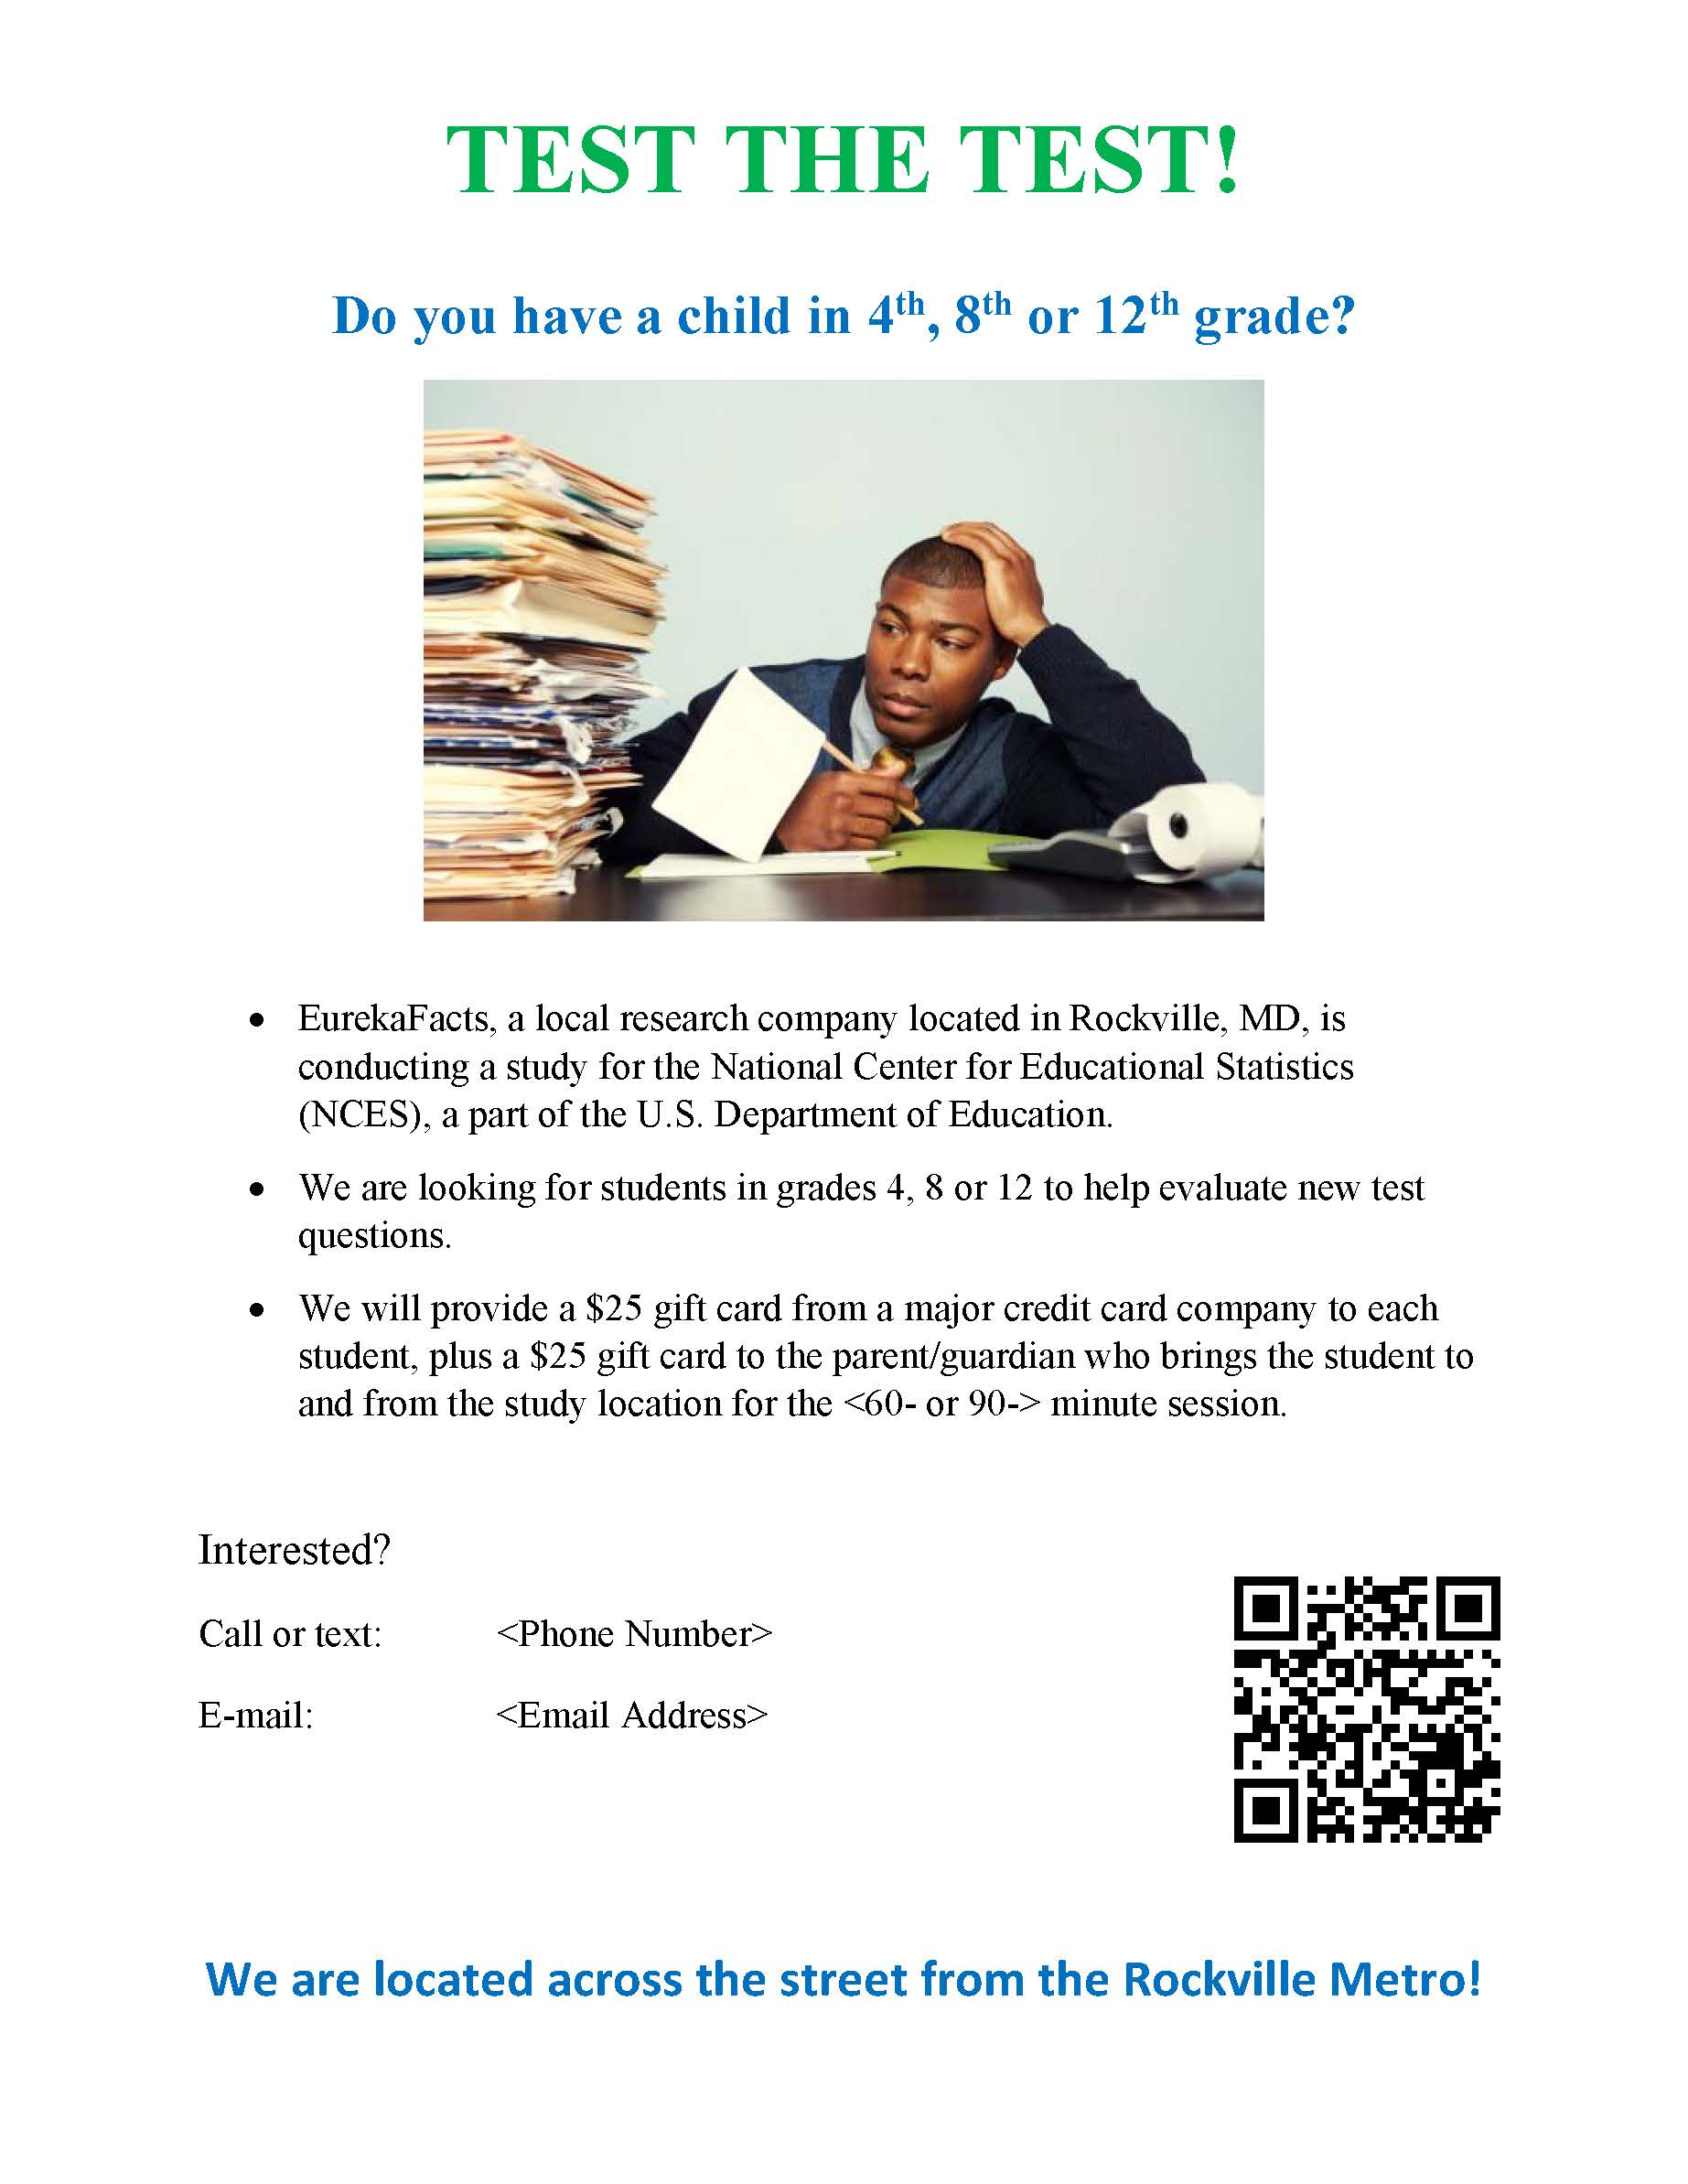 TEST THE TEST!
Do you have a child in 4th, 8th or 12th grade?
• EurekaFacts, a local research company located in Rockville, MD, is
conducting a study for the National Center for Educational Statistics
(NCES), a part of the U.S. Department of Education.
• We are looking for students in grades 4, 8 or 12 to help evaluate new test
questions.
• We will provide a $25 gift card from a major credit card company to each
student, plus a $25 gift card to the parent/guardian who brings the student to
and from the study location for the <60- or 90-> minute session.
Interested?
Call or text: <Phone Number>
E-mail: <Email Address>
We are located across the street from the Rockville Metro!